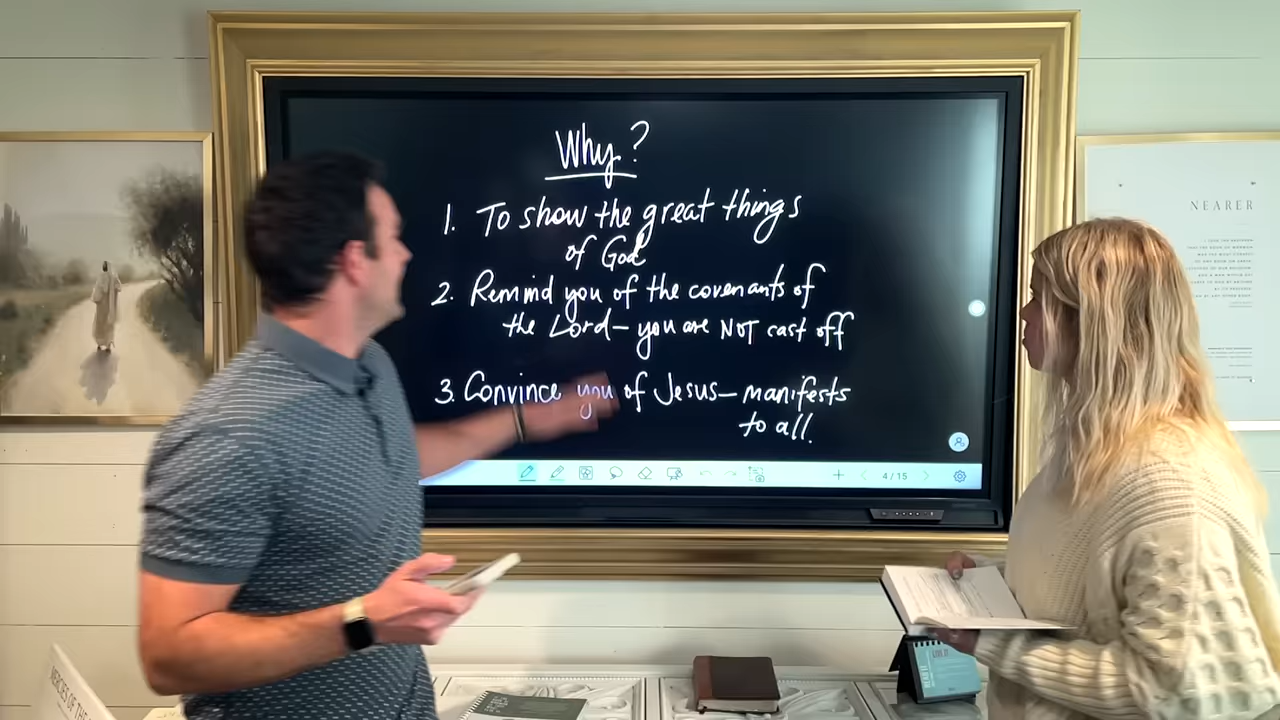 Why?
1. To show the great things
of God
2. Remind you of the covenants of
the Lord – you are NOT cast off
3. Convince you of Jesus – manifests
to all.
4/15
NEARER